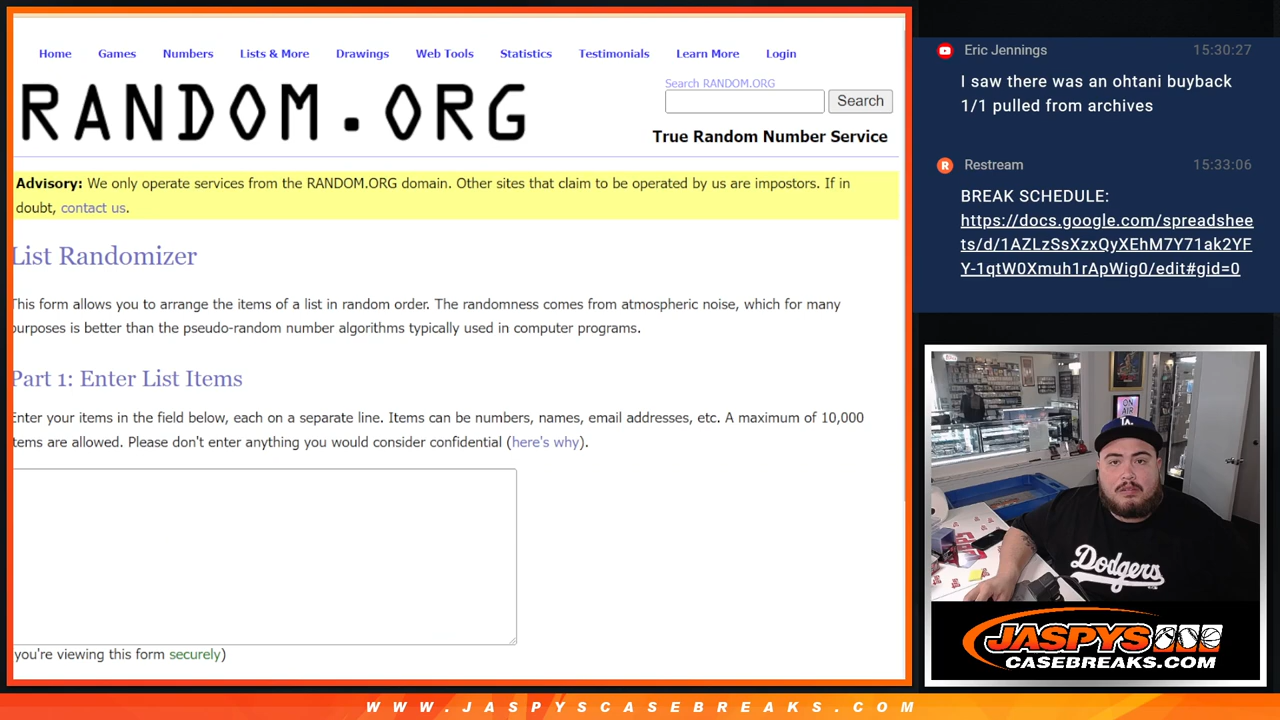 Home Games Numbers Lists & More Drawings Web Tools Statistics Testimonials Learn More Login
RANDOM.ORG
Search RANDOM.ORG
Search
True Random Number Service
Advisory: We only operate services from the RANDOM.ORG domain. Other sites that claim to be operated by us are impostors. If in
doubt, contact us.
List Randomizer
This form allows you to arrange the items of a list in random order. The randomness comes from atmospheric noise, which for many
purposes is better than the pseudo-random number algorithms typically used in computer programs.
Part 1: Enter List Items
Enter your items in the field below, each on a separate line. Items can be numbers, names, email addresses, etc. A maximum of 10,000
items are allowed. Please don't enter anything you would consider confidential (here's why).
you're viewing this form securely)
Eric Jennings 15:30:27
I saw there was an ohtani buyback
1/1 pulled from archives
Restream 15:33:06
BREAK SCHEDULE:
https://docs.google.com/spreadshee
ts/d/1AZLzSsXzxQyXEhM7Y71ak2YF
Y-1qtW0Xmuh1rApWig0/edit#gid=0
ON
AIR
LA
Dodgers
JASPYS
CASEBREAKS.COM
WWW.JASPYSCASEBREAKS.COM